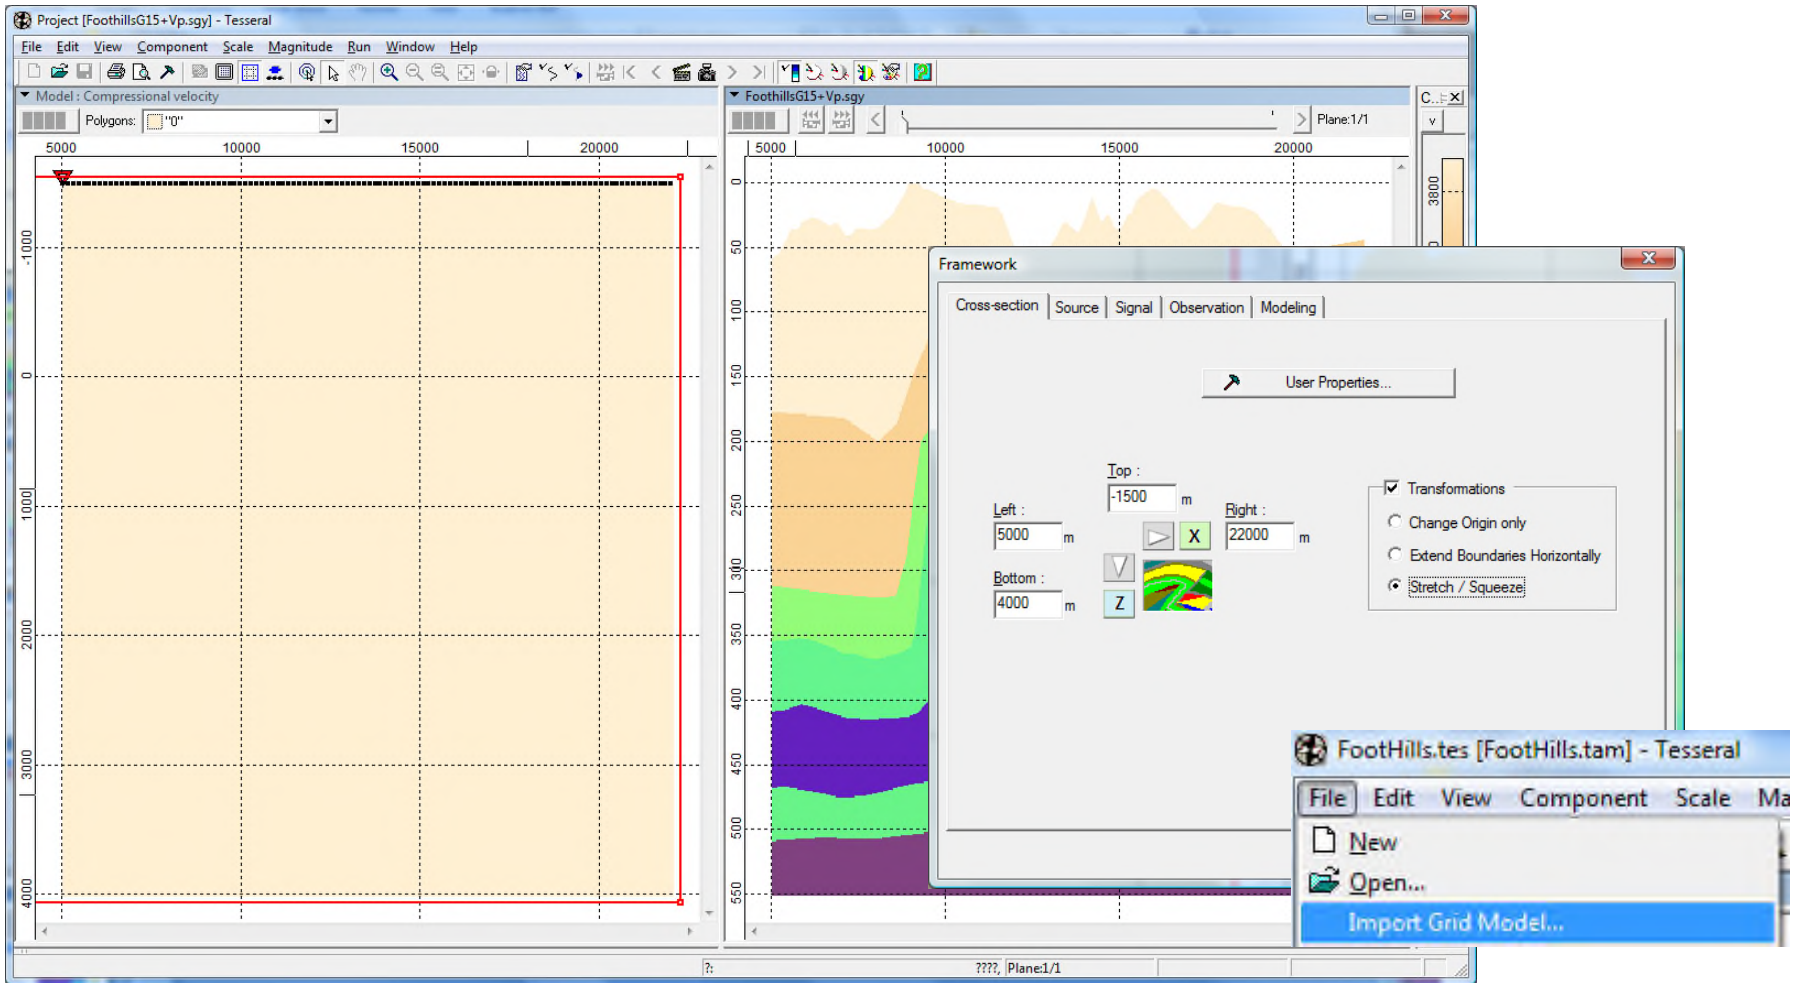 Project [FoothillsG15+Vp.sgy] - Tesseral
File Edit View Component Scale Magnitude Run Window Help
Model : Compressional velocity
Polygons: "0"
5000 10000 15000 20000
-1000
0
1000
2000
3000
4000
FoothillsG15+Vp.sgy
Plane:1/1
5000 10000 15000 20000
0
50
100
150
200
250
300
350
400
450
500
550
C...
v
3800
Framework
Cross-section Source Signal Observation Modeling
User Properties...
Top :
-1500 m
Left :
5000 m
Right :
22000 m
X
Bottom :
4000 m
Z
Transformations
Change Origin only
Extend Boundaries Horizontally
Stretch / Squeeze
FootHills.tes [FootHills.tam] - Tesseral
File Edit View Component Scale Ma
New
Open...
Import Grid Model...
?: ????, Plane:1/1